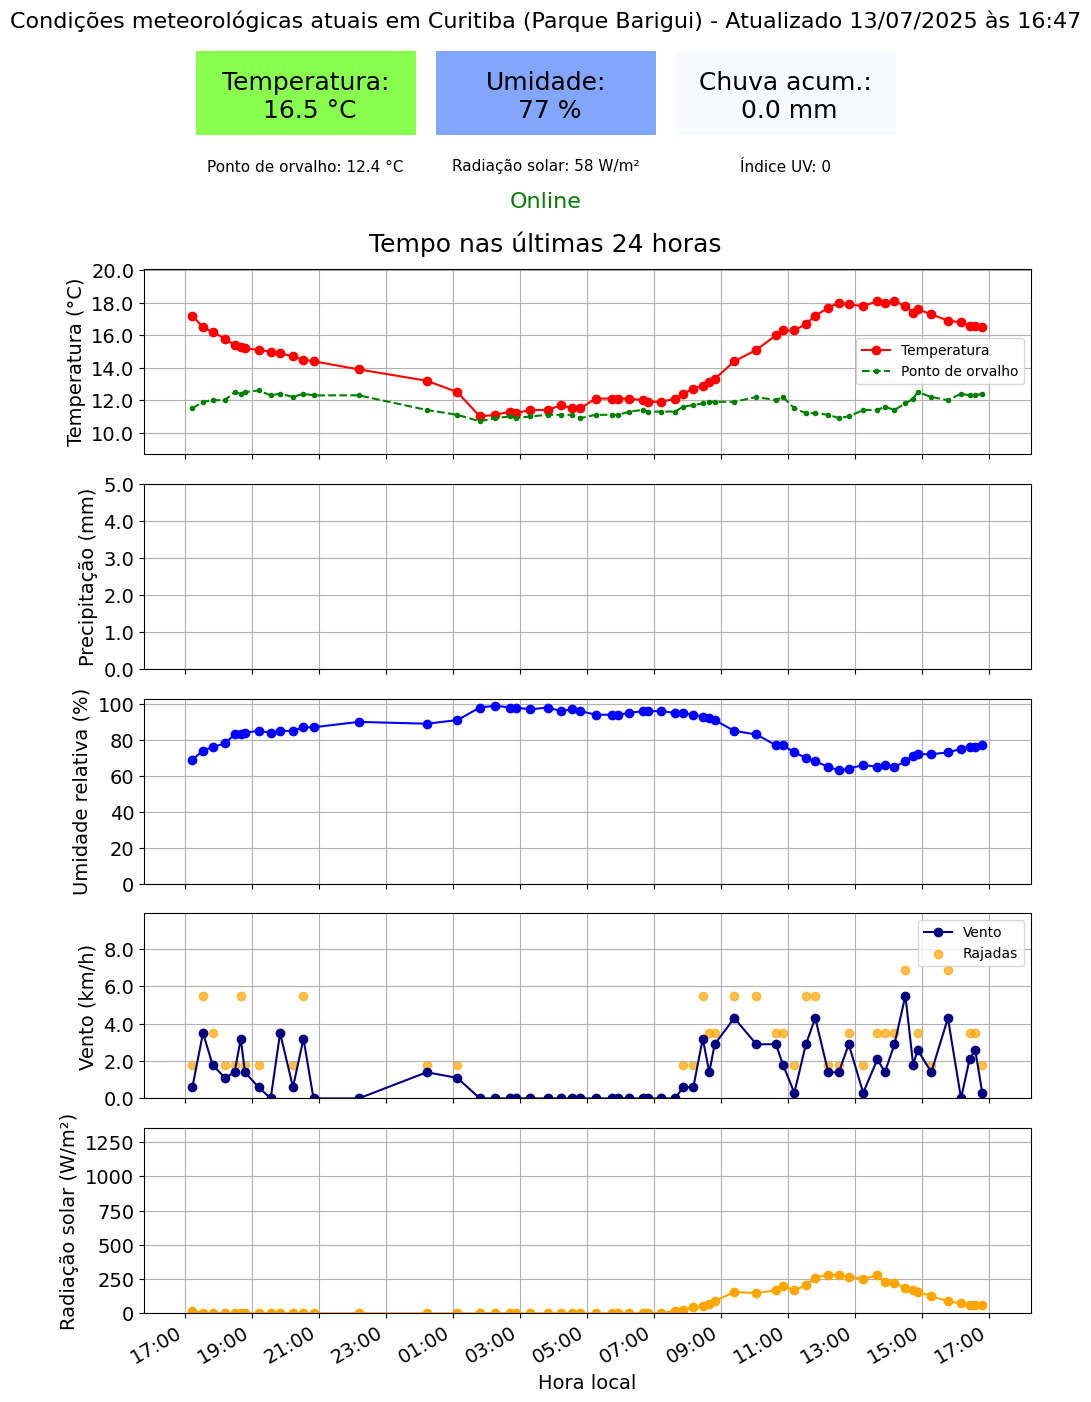 Condições meteorológicas atuais em Curitiba (Parque Barigui) - Atualizado 13/07/2025 às 16:47
Temperatura:
16.5 °C
Umidade:
77 %
Chuva acum.:
0.0 mm
Ponto de orvalho: 12.4 °C
Radiação solar: 58 W/m²
Índice UV: 0
Online
Tempo nas últimas 24 horas
Temperatura (°C)
20.0
18.0
16.0
14.0
12.0
10.0
Temperatura
Ponto de orvalho
Precipitação (mm)
5.0
4.0
3.0
2.0
1.0
0.0
Umidade relativa (%)
100
80
60
40
20
0
Vento (km/h)
8.0
6.0
4.0
2.0
0.0
Vento
Rajadas
Radiação solar (W/m²)
1250
1000
750
500
250
0
17:00
19:00
21:00
23:00
01:00
03:00
05:00
07:00
09:00
11:00
13:00
15:00
17:00
Hora local